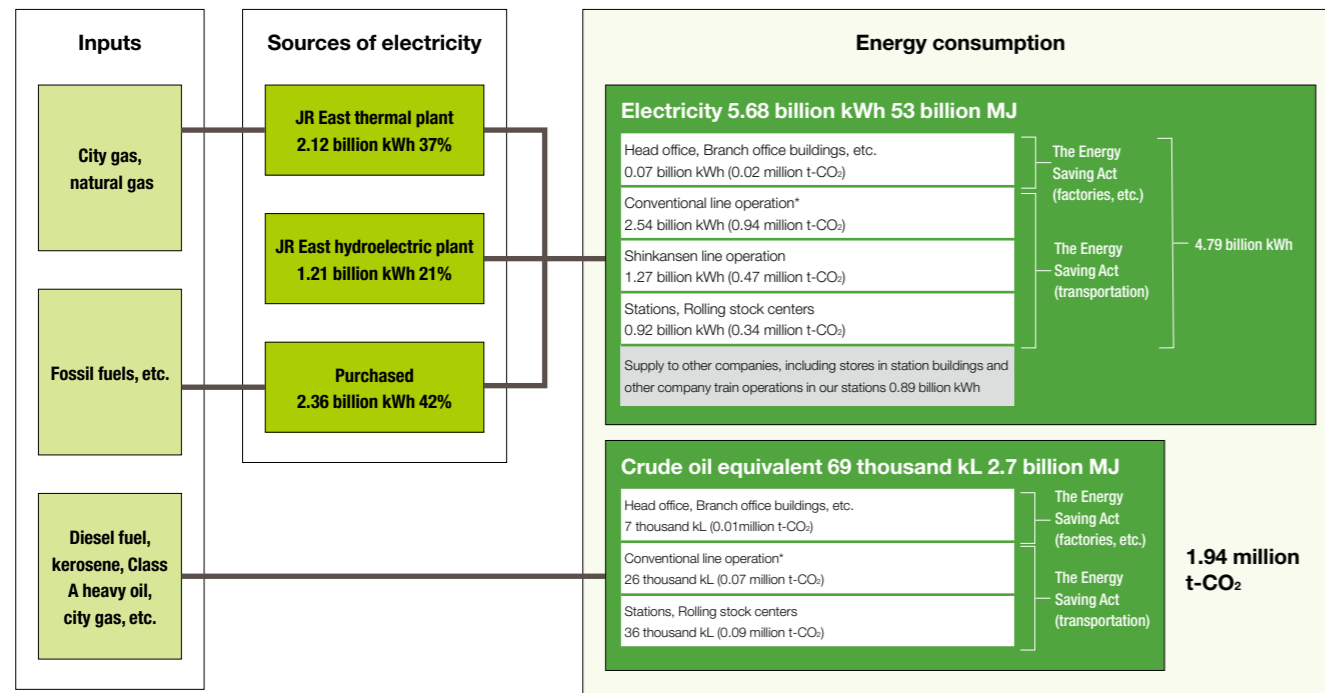 Inputs
City gas,
natural gas
Fossil fuels, etc.
Diesel fuel,
kerosene, Class
A heavy oil,
city gas, etc.
Sources of electricity
JR East thermal plant
2.12 billion kWh 37%
JR East hydroelectric plant
1.21 billion kWh 21%
Purchased
2.36 billion kWh 42%
Energy consumption
Electricity 5.68 billion kWh 53 billion MJ
Head office, Branch office buildings, etc.
0.07 billion kWh (0.02 million t-CO₂)
Conventional line operation*
2.54 billion kWh (0.94 million t-CO₂)
Shinkansen line operation
1.27 billion kWh (0.47 million t-CO₂)
Stations, Rolling stock centers
0.92 billion kWh (0.34 million t-CO₂)
Supply to other companies, including stores in station buildings and
other company train operations in our stations 0.89 billion kWh
The Energy
Saving Act
(factories, etc.)
The Energy
Saving Act
(transportation)
4.79 billion kWh
Crude oil equivalent 69 thousand kL 2.7 billion MJ
Head office, Branch office buildings, etc.
7 thousand kL (0.01million t-CO₂)
Conventional line operation*
26 thousand kL (0.07 million t-CO₂)
Stations, Rolling stock centers
36 thousand kL (0.09 million t-CO₂)
The Energy
Saving Act
(factories, etc.)
The Energy
Saving Act
(transportation)
1.94 million
t-CO₂